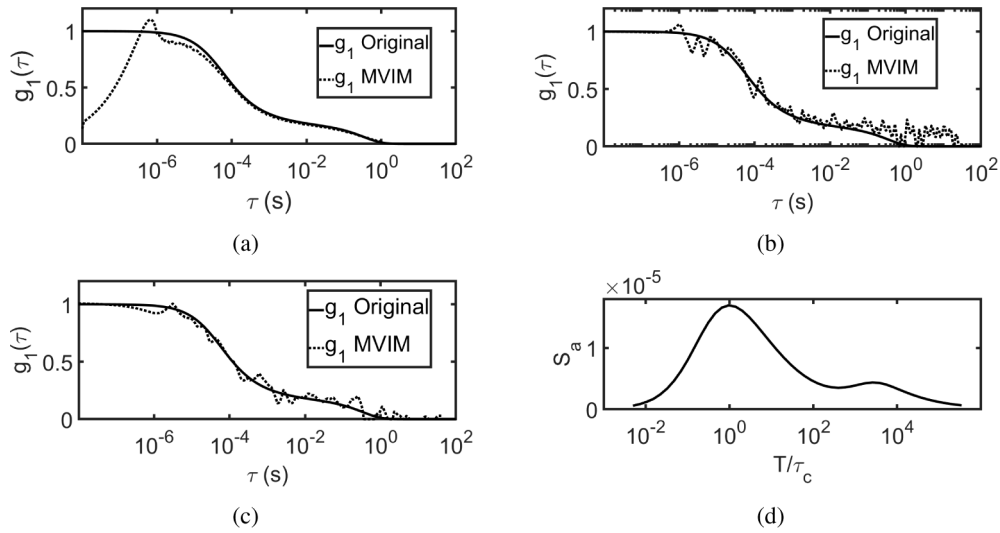 1
0.5
0
g₁(τ)
g₁ Original
g₁ MVIM
10⁻⁶ 10⁻⁴ 10⁻² 10⁰ 10²
τ (s)
(a)
1
0.5
0
g₁(τ)
g₁ Original
g₁ MVIM
10⁻⁶ 10⁻⁴ 10⁻² 10⁰ 10²
τ (s)
(b)
1
0.5
0
g₁(τ)
g₁ Original
g₁ MVIM
10⁻⁶ 10⁻⁴ 10⁻² 10⁰ 10²
τ (s)
(c)
×10⁻⁵
1
0
Sₐ
10⁻² 10⁰ 10² 10⁴
T/τ_c
(d)